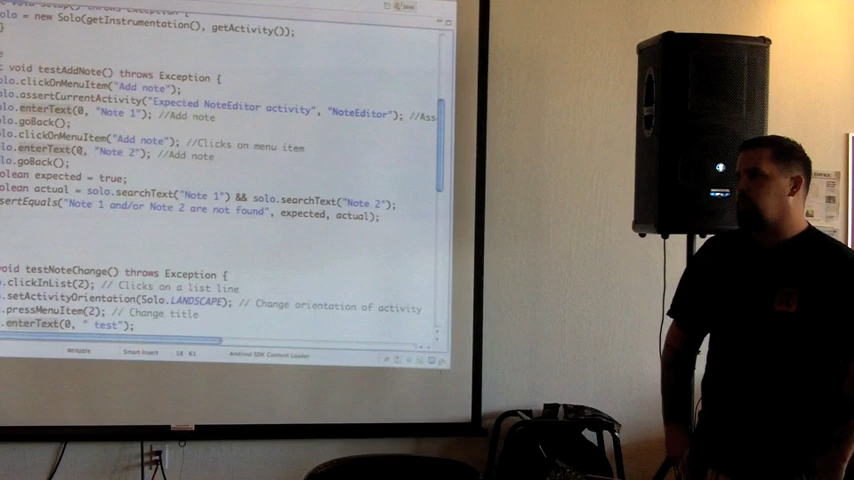 olo = new Solo(getInstrumentation(), getActivity());
}
void testAddNote() throws Exception {
olo.clickOnMenuItem("Add note");
olo.assertCurrentActivity("Expected NoteEditor activity", "NoteEditor"); //Ass
olo.enterText(0, "Note 1"); //Add note
olo.goBack();
olo.clickOnMenuItem("Add note"); //Clicks on menu item
olo.enterText(0, "Note 2"); //Add note
olo.goBack();
olean expected = true;
olean actual = solo.searchText("Note 1") && solo.searchText("Note 2");
sertEquals("Note 1 and/or Note 2 are not found", expected, actual);
void testNoteChange() throws Exception {
.clickInList(2); // Clicks on a list line
.setActivityOrientation(Solo.LANDSCAPE); // Change orientation of activity
.pressMenuItem(2); // Change title
.enterText(0, " test");
Writable Smart Insert 18 : 61 Android SDK Content Loader